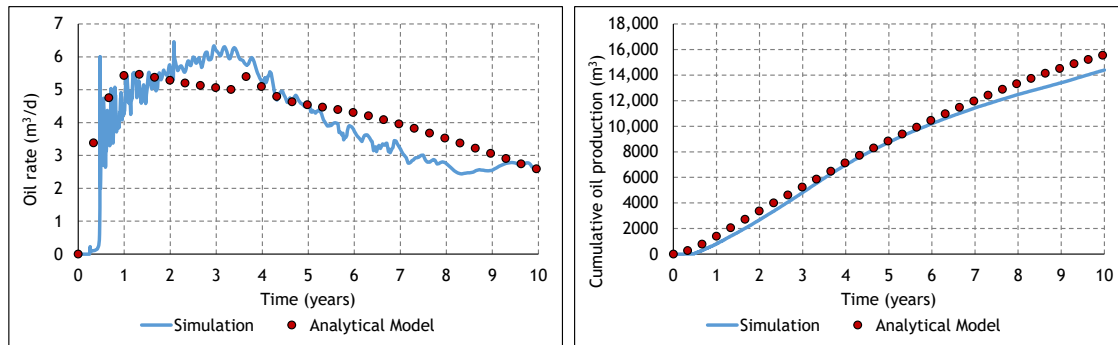 7
6
5
4
3
2
1
0
Oil rate (m³/d)
0 1 2 3 4 5 6 7 8 9 10
Time (years)
Simulation Analytical Model
18,000
16,000
14,000
12,000
10,000
8000
6000
4000
2000
0
Cumulative oil production (m³)
0 1 2 3 4 5 6 7 8 9 10
Time (years)
Simulation Analytical Model